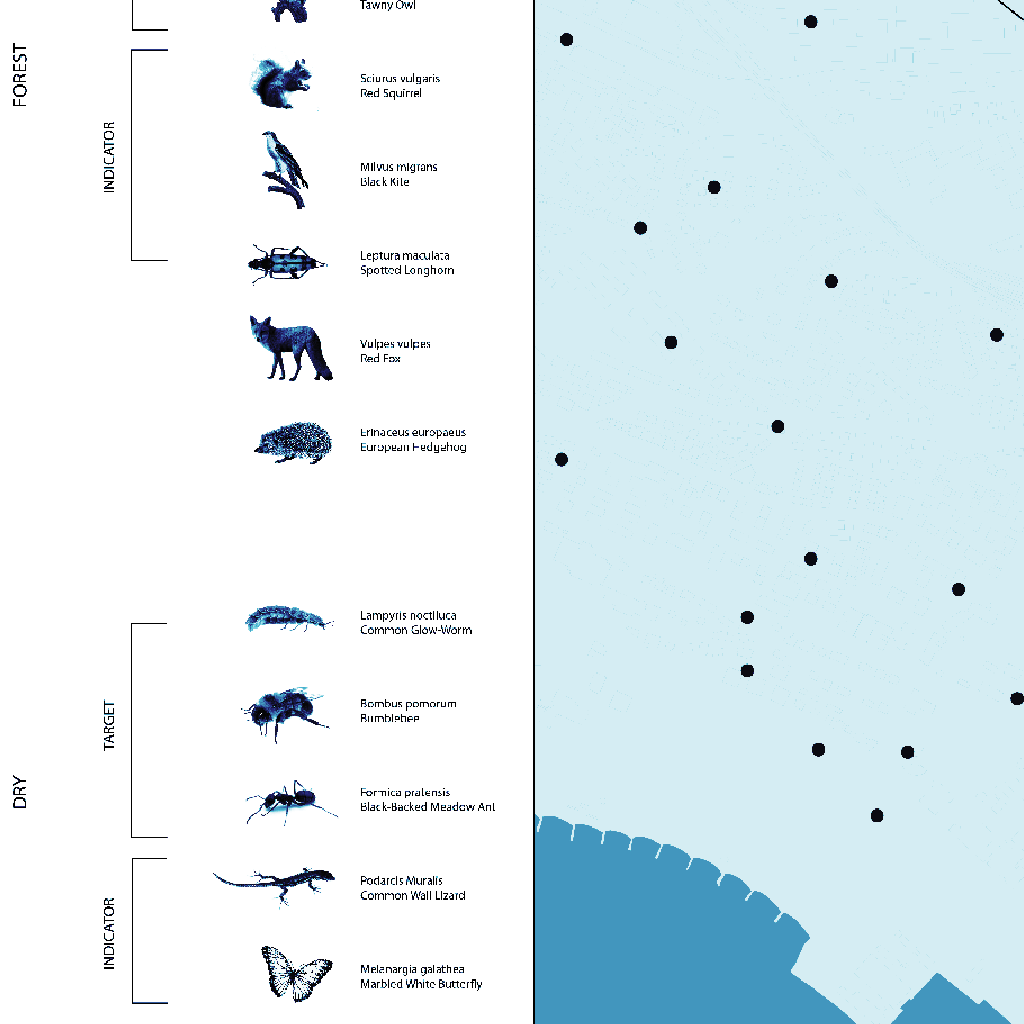 Tawny Owl
FOREST
INDICATOR
Sciurus vulgaris
Red Squirrel
Milvus migrans
Black Kite
Leptura maculata
Spotted Longhorn
Vulpes vulpes
Red Fox
Erinaceus europaeus
European Hedgehog
DRY
TARGET
Lampyris noctiluca
Common Glow-Worm
Bombus pomorum
Bumblebee
Formica pratensis
Black-Backed Meadow Ant
INDICATOR
Podarcis Muralis
Common Wall Lizard
Melanargia galathea
Marbled White Butterfly